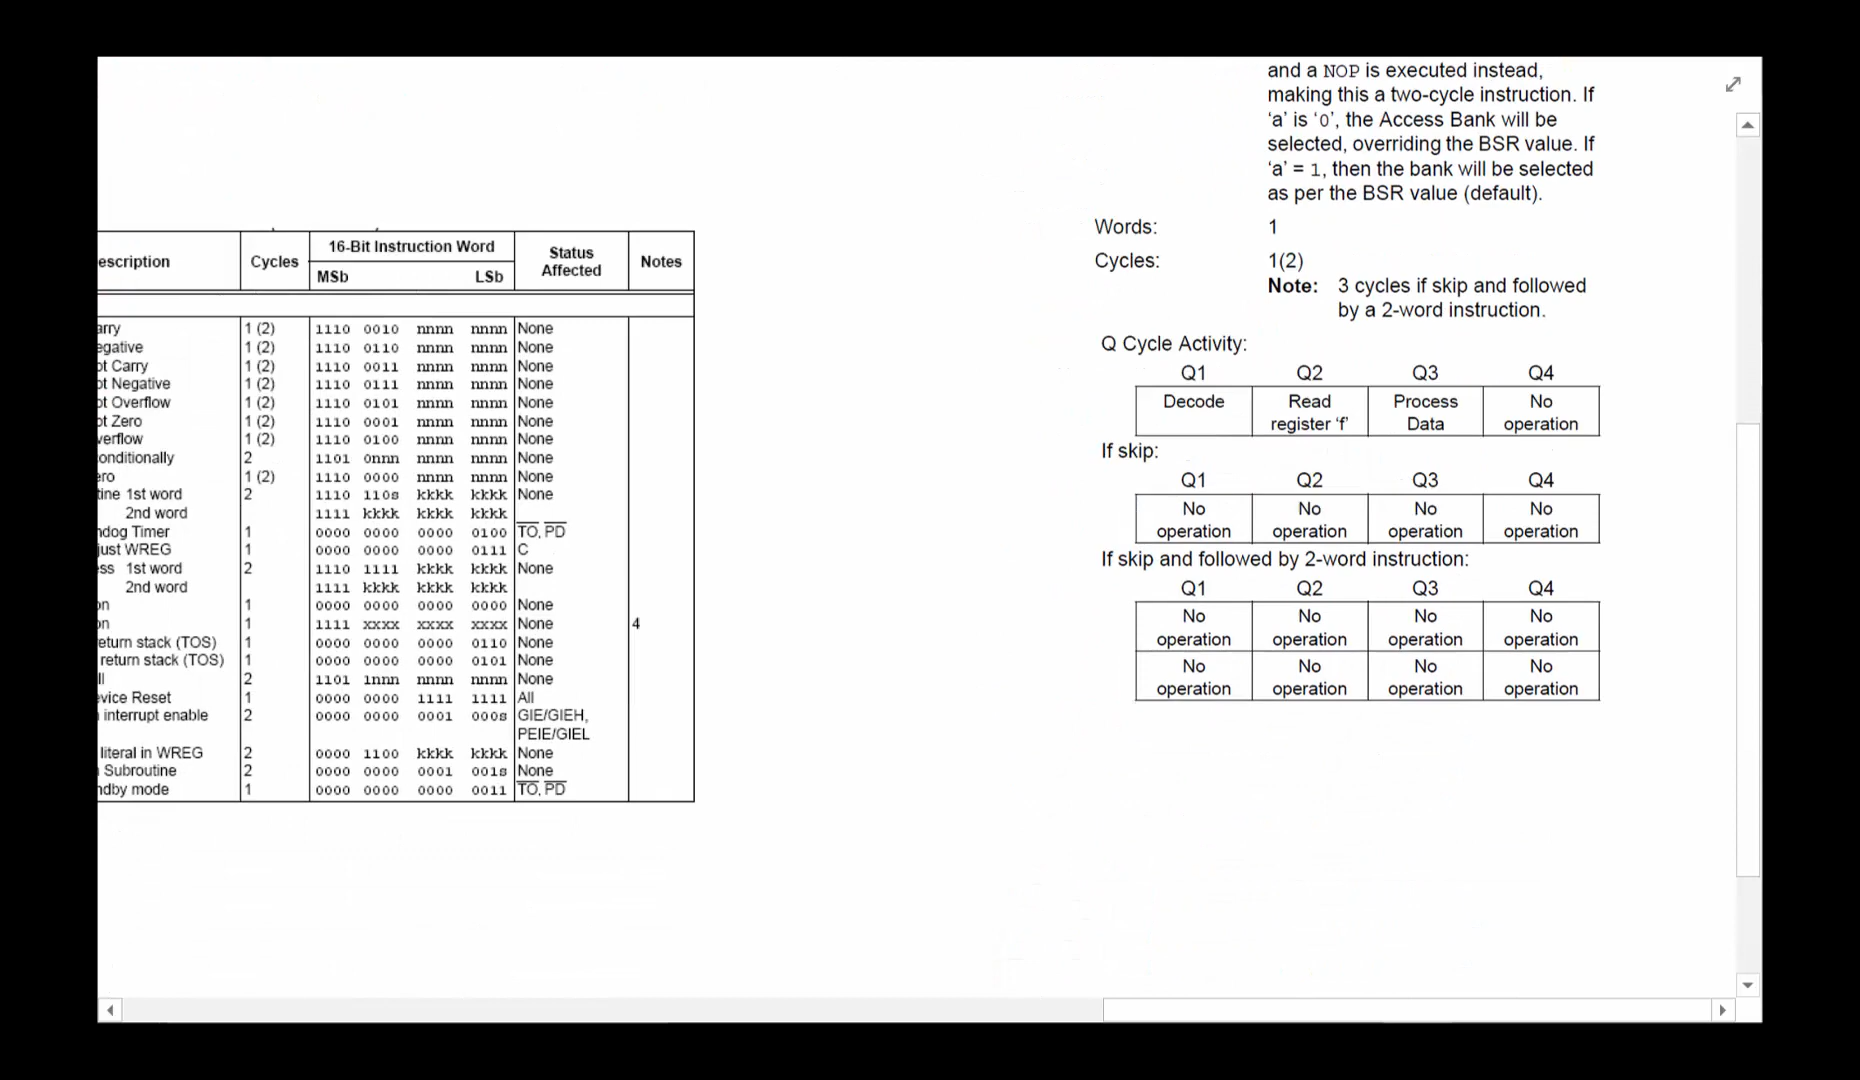 escription Cycles 16-Bit Instruction Word Status Affected Notes
MSb LSb
arry 1 (2) 1110 0010 nnnn nnnn None
egative 1 (2) 1110 0110 nnnn nnnn None
ot Carry 1 (2) 1110 0011 nnnn nnnn None
ot Negative 1 (2) 1110 0111 nnnn nnnn None
ot Overflow 1 (2) 1110 0101 nnnn nnnn None
ot Zero 1 (2) 1110 0001 nnnn nnnn None
verflow 1 (2) 1110 0100 nnnn nnnn None
onditionally 2 1101 0nnn nnnn nnnn None
ero 1 (2) 1110 0000 nnnn nnnn None
tine 1st word 2 1110 110s kkkk kkkk None
2nd word 1111 kkkk kkkk kkkk
ndog Timer 1 0000 0000 0000 0100 TO, PD
just WREG 1 0000 0000 0000 0111 C
ss 1st word 2 1110 1111 kkkk kkkk None
2nd word 1111 kkkk kkkk kkkk
on 1 0000 0000 0000 0000 None
on 1 1111 xxxx xxxx xxxx None 4
return stack (TOS) 1 0000 0000 0000 0110 None
return stack (TOS) 1 0000 0000 0000 0101 None
ll 2 1101 1nnn nnnn nnnn None
evice Reset 1 0000 0000 1111 1111 All
interrupt enable 2 0000 0000 0001 000s GIE/GIEH,
PEIE/GIEL
literal in WREG 2 0000 1100 kkkk kkkk None
Subroutine 2 0000 0000 0001 001s None
ndby mode 1 0000 0000 0000 0011 TO, PD
and a NOP is executed instead,
making this a two-cycle instruction. If
‘a’ is ‘0’, the Access Bank will be
selected, overriding the BSR value. If
‘a’ = 1, then the bank will be selected
as per the BSR value (default).
Words: 1
Cycles: 1(2)
Note: 3 cycles if skip and followed
by a 2-word instruction.
Q Cycle Activity:
Q1 Q2 Q3 Q4
Decode Read Process No
register ‘f’ Data operation
If skip:
Q1 Q2 Q3 Q4
No No No No
operation operation operation operation
If skip and followed by 2-word instruction:
Q1 Q2 Q3 Q4
No No No No
operation operation operation operation
No No No No
operation operation operation operation